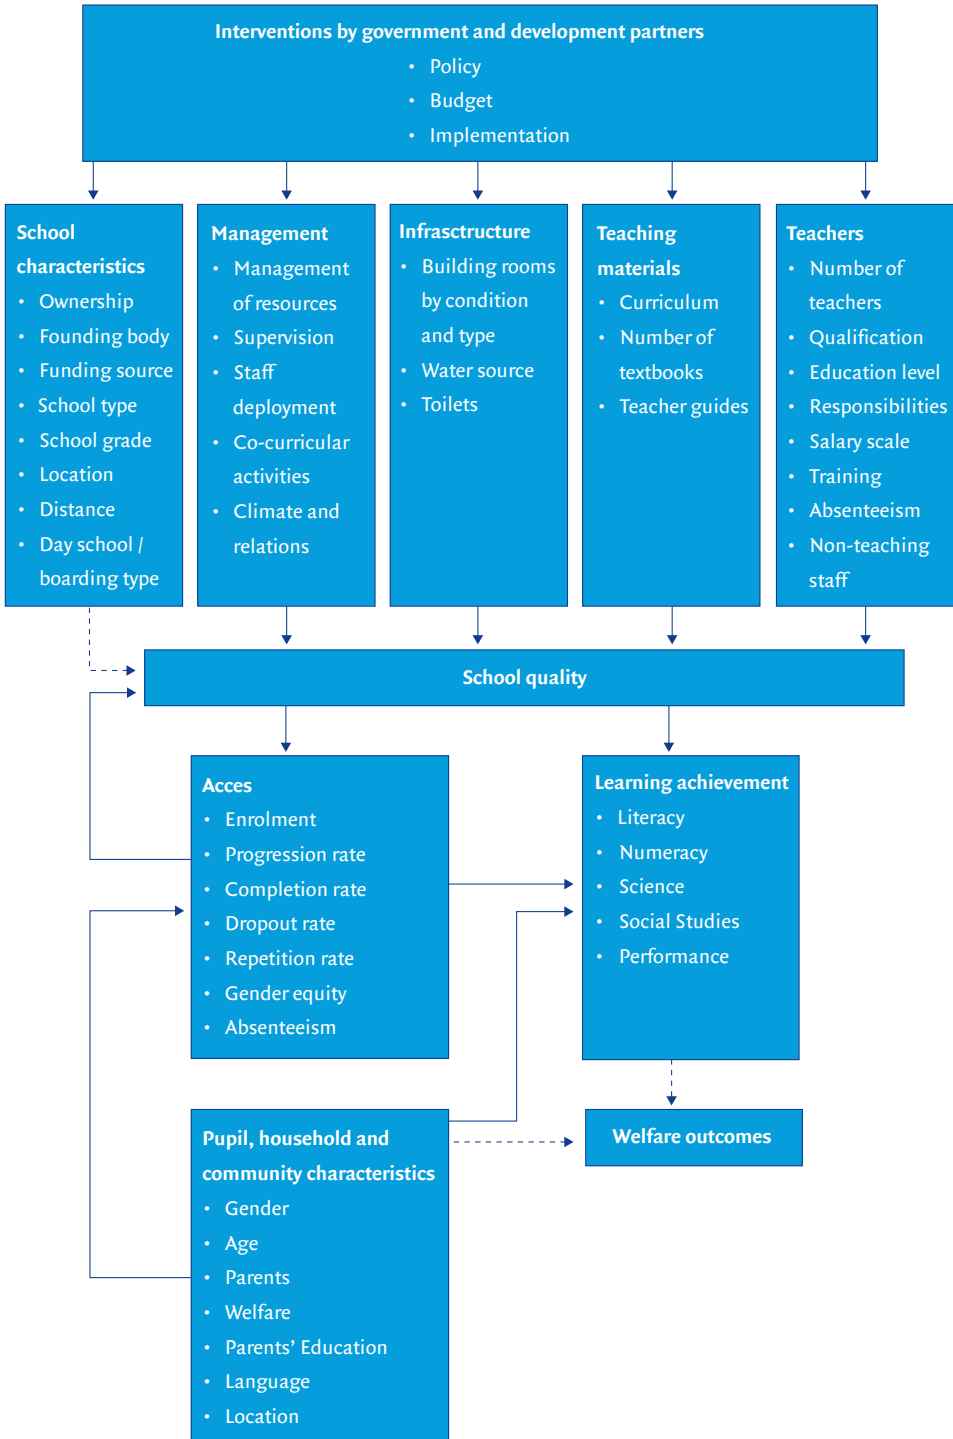 Interventions by government and development partners
• Policy
• Budget
• Implementation
School
characteristics
• Ownership
• Founding body
• Funding source
• School type
• School grade
• Location
• Distance
• Day school /
boarding type
Management
• Management
of resources
• Supervision
• Staff
deployment
• Co-curricular
activities
• Climate and
relations
Infrasctructure
• Building rooms
by condition
and type
• Water source
• Toilets
Teaching
materials
• Curriculum
• Number of
textbooks
• Teacher guides
Teachers
• Number of
teachers
• Qualification
• Education level
• Responsibilities
• Salary scale
• Training
• Absenteeism
• Non-teaching
staff
School quality
Acces
• Enrolment
• Progression rate
• Completion rate
• Dropout rate
• Repetition rate
• Gender equity
• Absenteeism
Learning achievement
• Literacy
• Numeracy
• Science
• Social Studies
• Performance
Pupil, household and
community characteristics
• Gender
• Age
• Parents
• Welfare
• Parents’ Education
• Language
• Location
Welfare outcomes